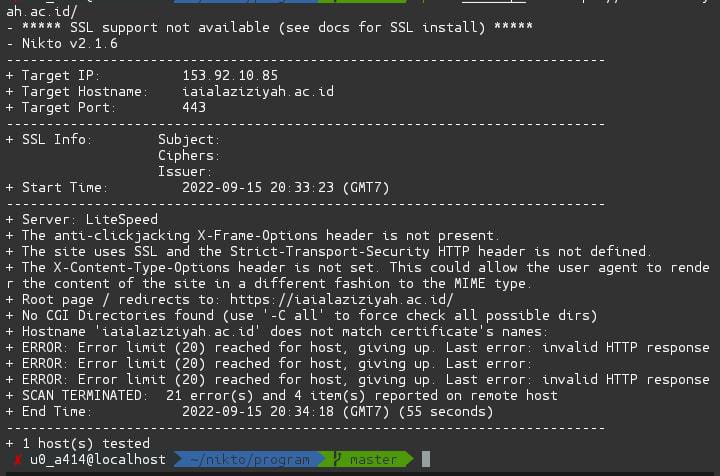 ah.ac.id/
- ***** SSL support not available (see docs for SSL install) *****
- Nikto v2.1.6
---------------------------------------------------------------------------
+ Target IP:          153.92.10.85
+ Target Hostname:    iaialaziziyah.ac.id
+ Target Port:        443
---------------------------------------------------------------------------
+ SSL Info:        Subject:
                   Ciphers:
                   Issuer:
+ Start Time:         2022-09-15 20:33:23 (GMT7)
---------------------------------------------------------------------------
+ Server: LiteSpeed
+ The anti-clickjacking X-Frame-Options header is not present.
+ The site uses SSL and the Strict-Transport-Security HTTP header is not defined.
+ The X-Content-Type-Options header is not set. This could allow the user agent to rende
r the content of the site in a different fashion to the MIME type.
+ Root page / redirects to: https://iaialaziziyah.ac.id/
+ No CGI Directories found (use '-C all' to force check all possible dirs)
+ Hostname 'iaialaziziyah.ac.id' does not match certificate's names:
+ ERROR: Error limit (20) reached for host, giving up. Last error: invalid HTTP response
+ ERROR: Error limit (20) reached for host, giving up. Last error:
+ ERROR: Error limit (20) reached for host, giving up. Last error: invalid HTTP response
+ SCAN TERMINATED:  21 error(s) and 4 item(s) reported on remote host
+ End Time:           2022-09-15 20:34:18 (GMT7) (55 seconds)
---------------------------------------------------------------------------
+ 1 host(s) tested
✗ u0_a414@localhost ~/nikto/program master